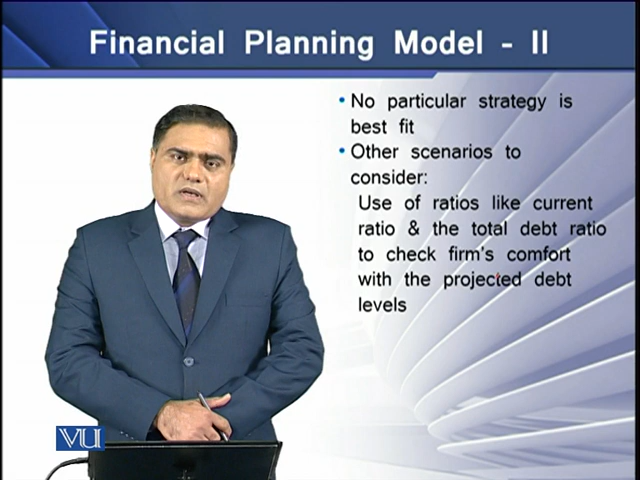 Financial Planning Model - II
• No particular strategy is
best fit
• Other scenarios to
consider:
Use of ratios like current
ratio & the total debt ratio
to check firm's comfort
with the projected debt
levels
VU